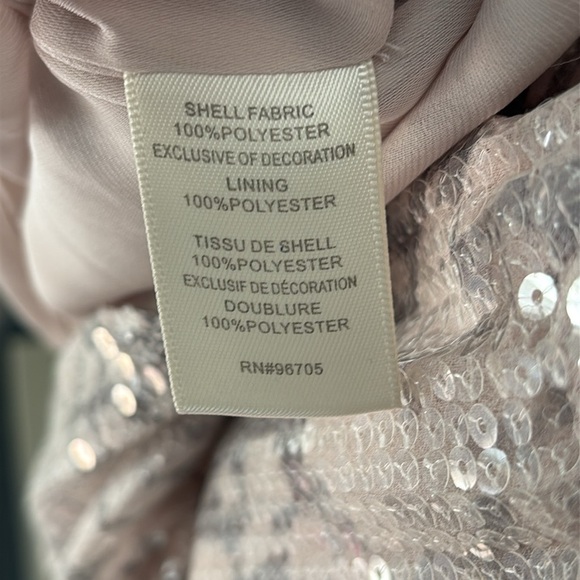 SHELL FABRIC
100%POLYESTER
EXCLUSIVE OF DECORATION
LINING
100%POLYESTER
TISSU DE SHELL
100%POLYESTER
EXCLUSIF DE DÉCORATION
DOUBLURE
100%POLYESTER
RN#96705